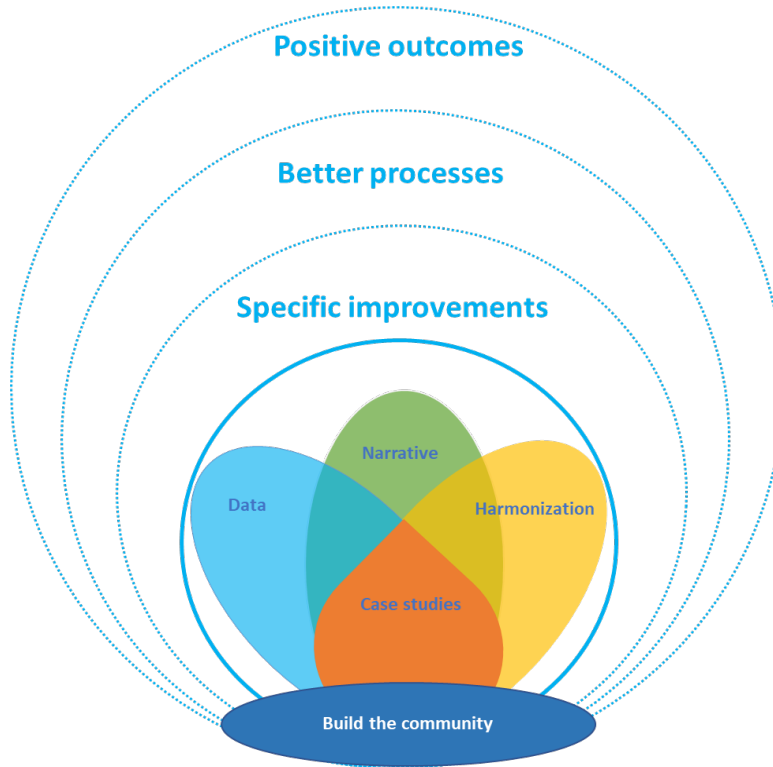 Positive outcomes
Better processes
Specific improvements
Narrative
Data
Harmonization
Case studies
Build the community